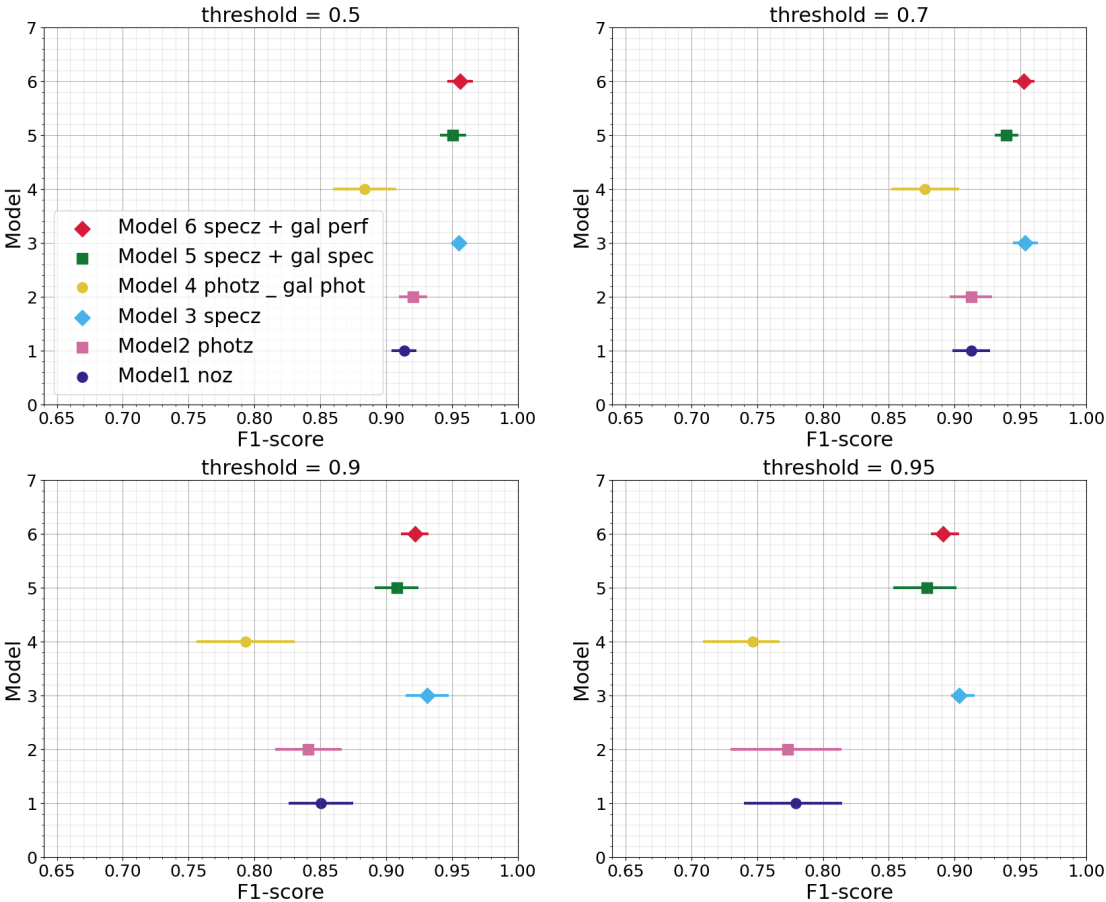 threshold = 0.5
7
6
5
4
3
2
1
0
Model
Model 6 specz + gal perf
Model 5 specz + gal spec
Model 4 photz _ gal phot
Model 3 specz
Model2 photz
Model1 noz
0.65 0.70 0.75 0.80 0.85 0.90 0.95 1.00
F1-score
threshold = 0.7
7
6
5
4
3
2
1
0
Model
0.65 0.70 0.75 0.80 0.85 0.90 0.95 1.00
F1-score
threshold = 0.9
7
6
5
4
3
2
1
0
Model
0.65 0.70 0.75 0.80 0.85 0.90 0.95 1.00
F1-score
threshold = 0.95
7
6
5
4
3
2
1
0
Model
0.65 0.70 0.75 0.80 0.85 0.90 0.95 1.00
F1-score